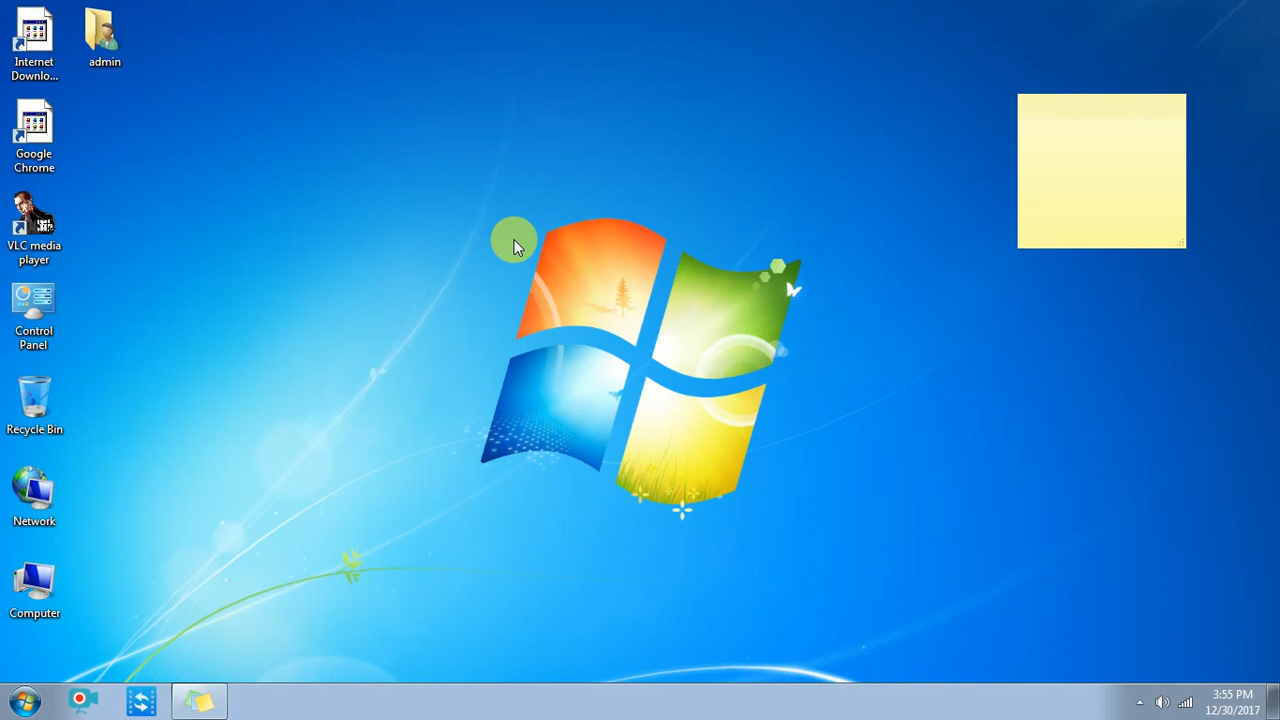 Internet
Downlo...
admin
Google
Chrome
VLC media
player
Control
Panel
Recycle Bin
Network
Computer
3:55 PM
12/30/2017